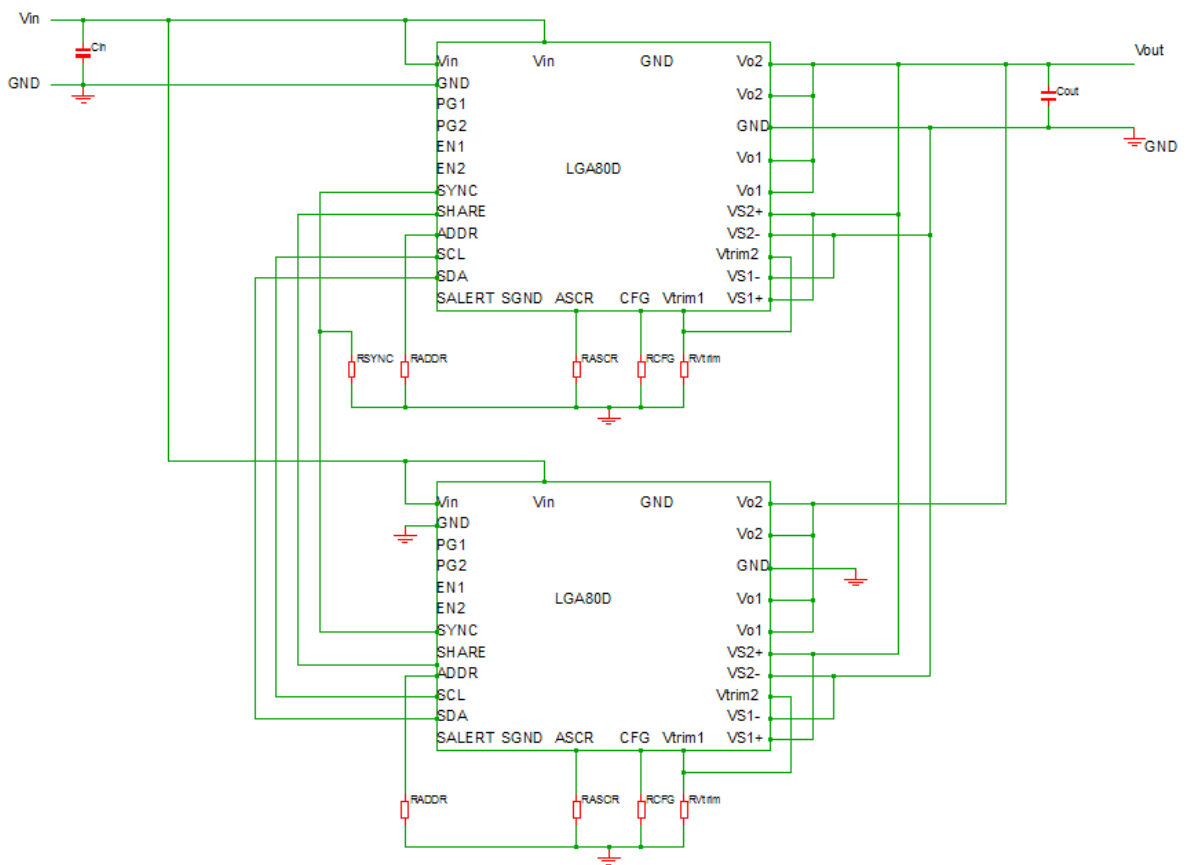 Vin
Cin
GND
Vin Vin GND Vo2
Vout
GND
PG1 Vo2
Cout
PG2 GND
GND
EN1 Vo1
EN2 LGA80D
SYNC Vo1
SHARE VS2+
ADDR VS2-
SCL Vtrim2
SDA VS1-
SALERT SGND ASCR CFG Vtrim1 VS1+
RSYNC RADDR RASCR RCFG RVtrim
Vin Vin GND Vo2
GND
PG1 Vo2
PG2 GND
EN1
LGA80D Vo1
EN2
SYNC Vo1
SHARE VS2+
ADDR VS2-
SCL Vtrim2
SDA VS1-
SALERT SGND ASCR CFG Vtrim1 VS1+
RADDR RASCR RCFG RVtrim